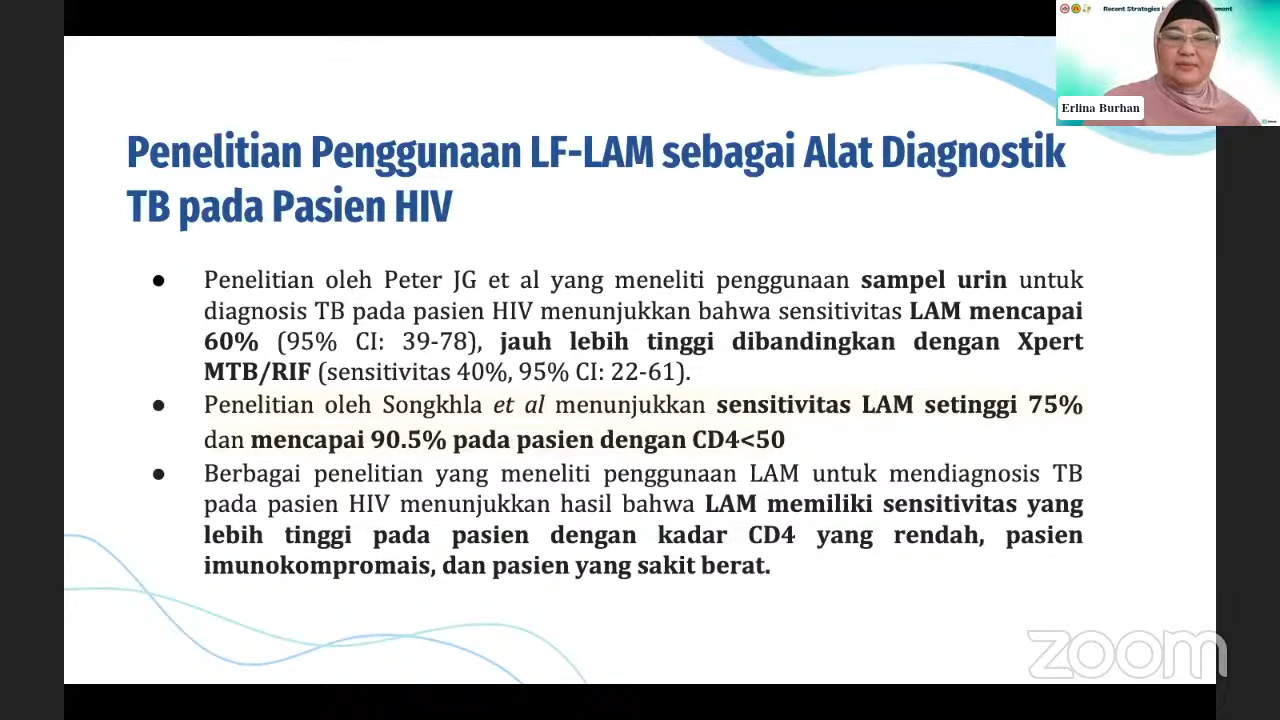 Recent Strategies
Erlina Burhan
Penelitian Penggunaan LF-LAM sebagai Alat Diagnostik
TB pada Pasien HIV
● Penelitian oleh Peter JG et al yang meneliti penggunaan sampel urin untuk
diagnosis TB pada pasien HIV menunjukkan bahwa sensitivitas LAM mencapai
60% (95% CI: 39-78), jauh lebih tinggi dibandingkan dengan Xpert
MTB/RIF (sensitivitas 40%, 95% CI: 22-61).
● Penelitian oleh Songkhla et al menunjukkan sensitivitas LAM setinggi 75%
dan mencapai 90.5% pada pasien dengan CD4<50
● Berbagai penelitian yang meneliti penggunaan LAM untuk mendiagnosis TB
pada pasien HIV menunjukkan hasil bahwa LAM memiliki sensitivitas yang
lebih tinggi pada pasien dengan kadar CD4 yang rendah, pasien
imunokompromais, dan pasien yang sakit berat.
zoom